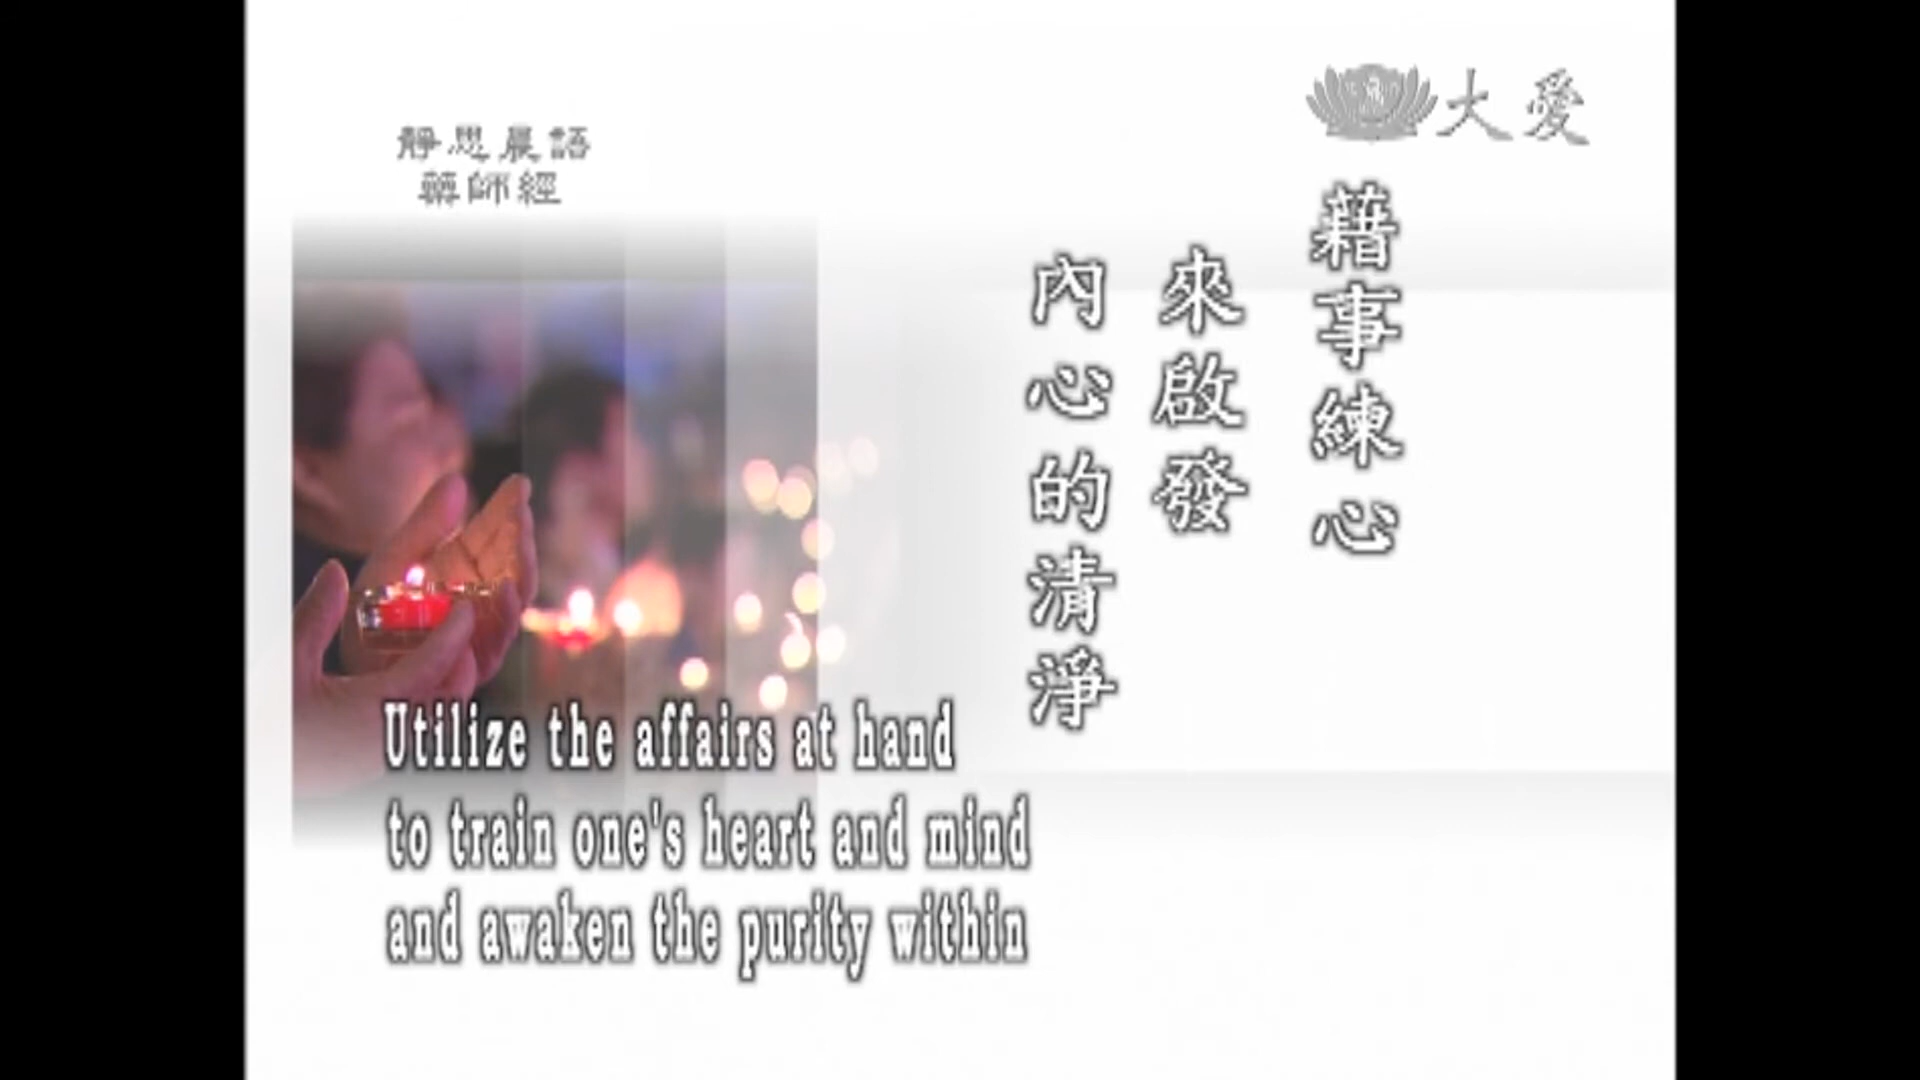 靜思晨語
藥師經
大愛
藉事練心
來啟發
內心的清淨
Utilize the affairs at hand
to train one's heart and mind
and awaken the purity within